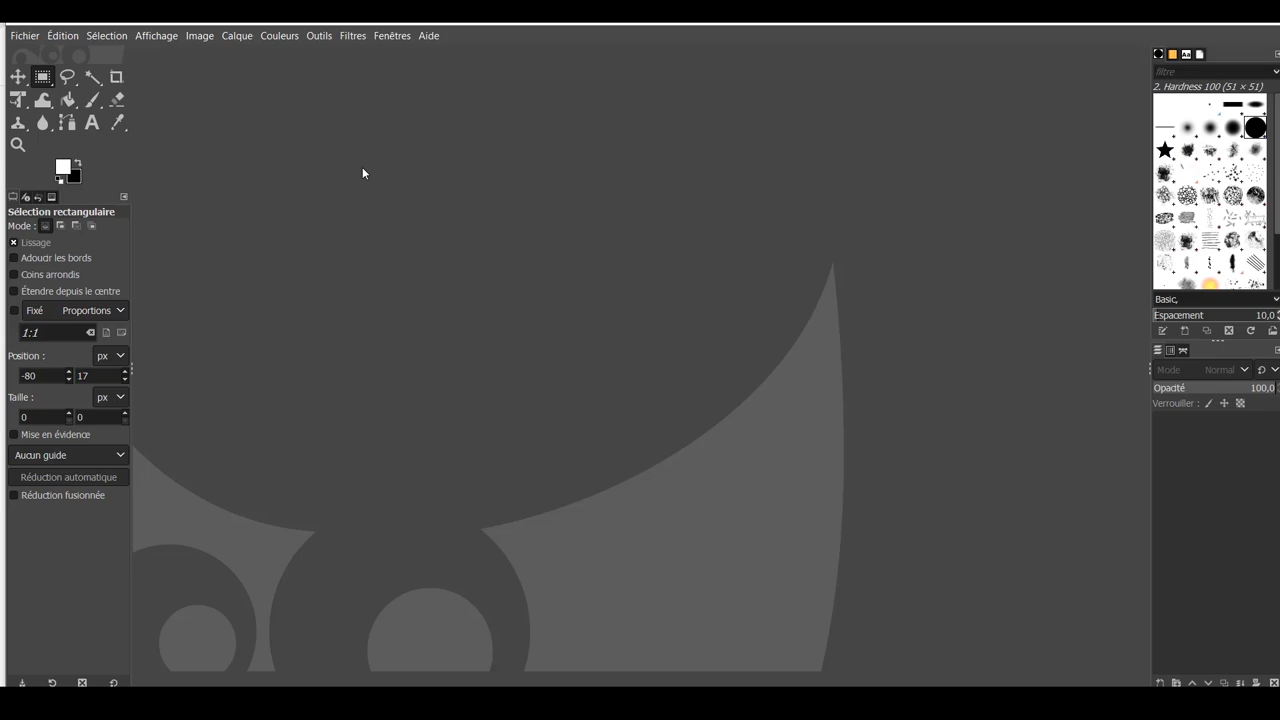 Fichier Édition Sélection Affichage Image Calque Couleurs Outils Filtres Fenêtres Aide
Sélection rectangulaire
Mode :
Lissage
Adoucir les bords
Coins arrondis
Étendre depuis le centre
Fixé Proportions
1:1
Position : px
-80 17
Taille : px
0 0
Mise en évidence
Aucun guide
Réduction automatique
Réduction fusionnée
filtre
2. Hardness 100 (51 × 51)
Basic,
Espacement 10,0
Mode Normal
Opacité 100,0
Verrouiller :